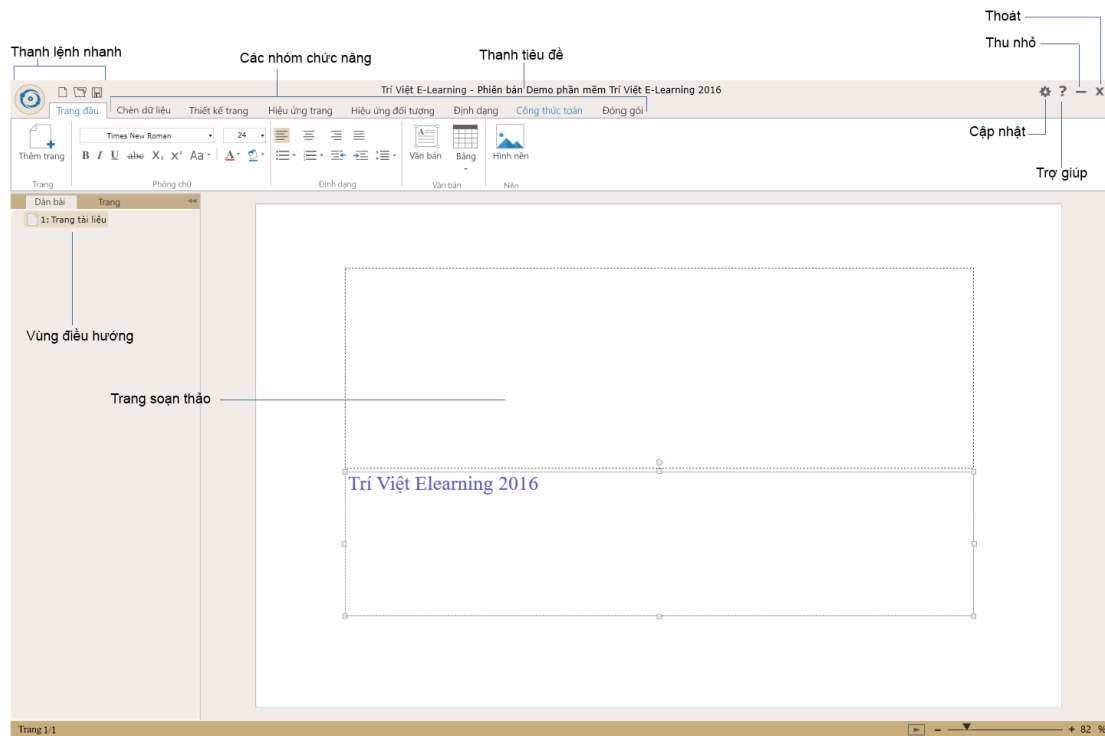 Thoát
Thu nhỏ
Thanh lệnh nhanh
Các nhóm chức năng
Thanh tiêu đề
Trí Việt E-Learning - Phiên bản Demo phần mềm Trí Việt E-Learning 2016
? – X
Trang đầu Chèn dữ liệu Thiết kế trang Hiệu ứng trang Hiệu ứng đối tượng Định dạng Công thức toán Đóng gói
Cập nhật
Trợ giúp
Times New Roman 24
Thêm trang B I U abc X₂ X² Aa A Văn bản Bảng Hình nền
Trang Phông chữ Định dạng Văn bản Nền
Dàn bài Trang
1: Trang tài liệu
Vùng điều hướng
Trang soạn thảo
Trí Việt Elearning 2016
Trang 1/1 – + 82 %